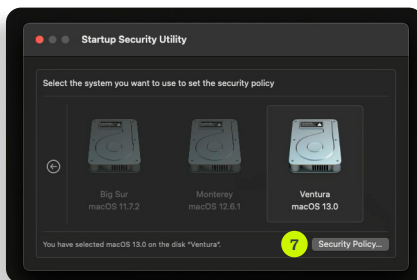 Startup Security Utility
Select the system you want to use to set the security policy
Big Sur
macOS 11.7.2
Monterey
macOS 12.6.1
Ventura
macOS 13.0
You have selected macOS 13.0 on the disk "Ventura".
7
Security Policy...